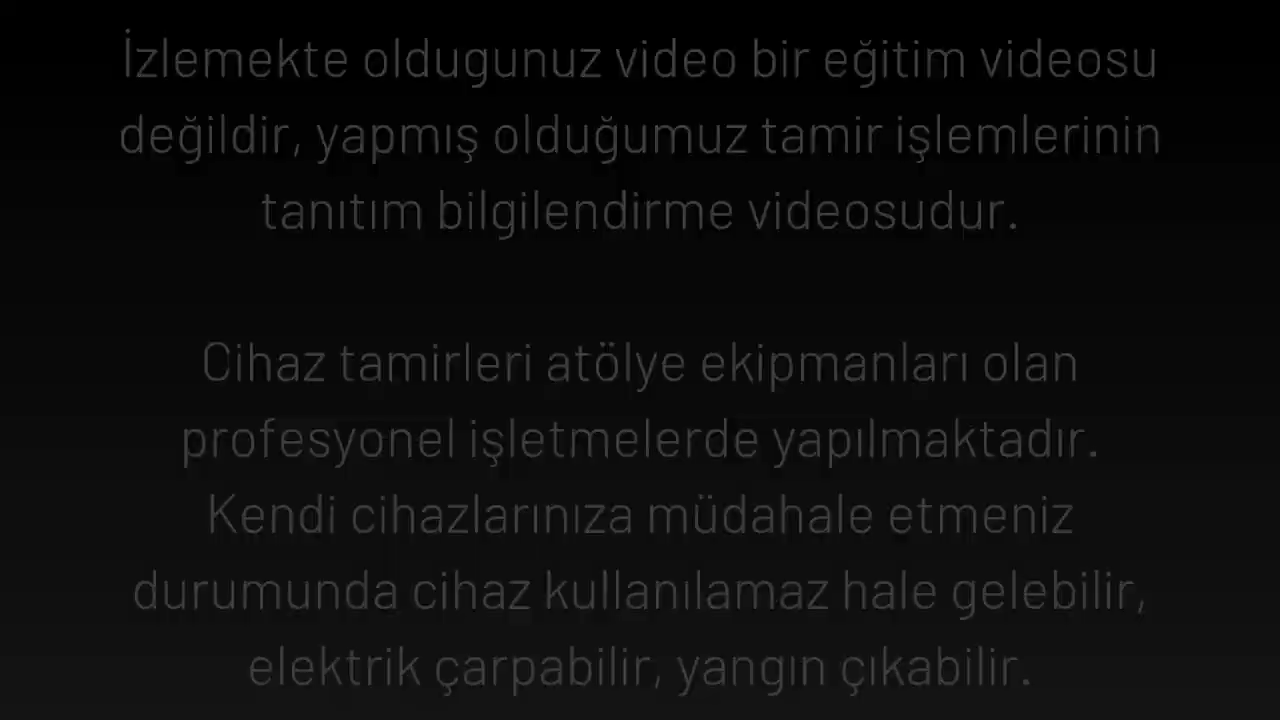 İzlemekte oldugunuz video bir eğitim videosu
değildir, yapmış olduğumuz tamir işlemlerinin
tanıtım bilgilendirme videosudur.
Cihaz tamirleri atölye ekipmanları olan
profesyonel işletmelerde yapılmaktadır.
Kendi cihazlarınıza müdahale etmeniz
durumunda cihaz kullanılamaz hale gelebilir,
elektrik çarpabilir, yangın çıkabilir.